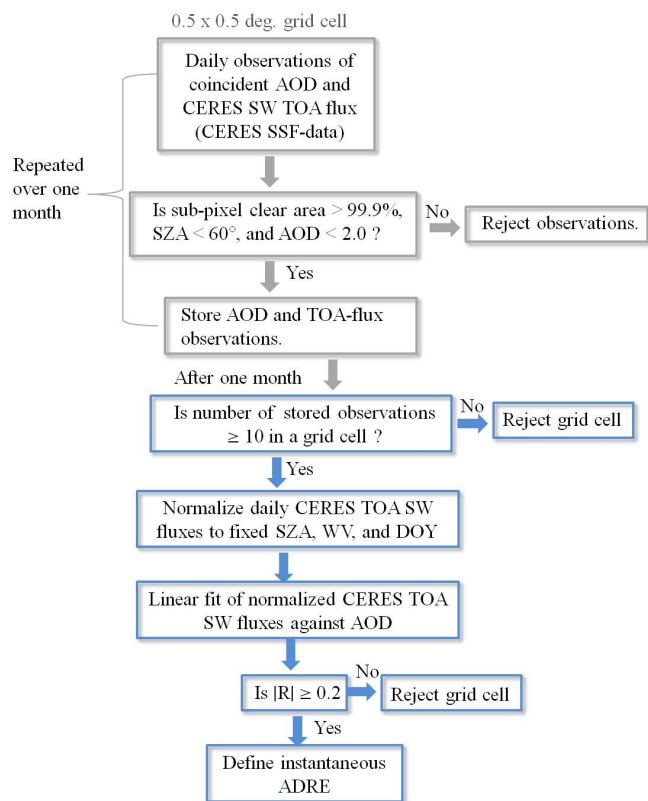 0.5 x 0.5 deg. grid cell
Daily observations of
coincident AOD and
CERES SW TOA flux
(CERES SSF-data)
Repeated
over one
month
Is sub-pixel clear area > 99.9%,
SZA < 60°, and AOD < 2.0 ?
No
Reject observations.
Yes
Store AOD and TOA-flux
observations.
After one month
Is number of stored observations
≥ 10 in a grid cell ?
No
Reject grid cell
Yes
Normalize daily CERES TOA SW
fluxes to fixed SZA, WV, and DOY
Linear fit of normalized CERES TOA
SW fluxes against AOD
Is |R| ≥ 0.2
No
Reject grid cell
Yes
Define instantaneous
ADRE